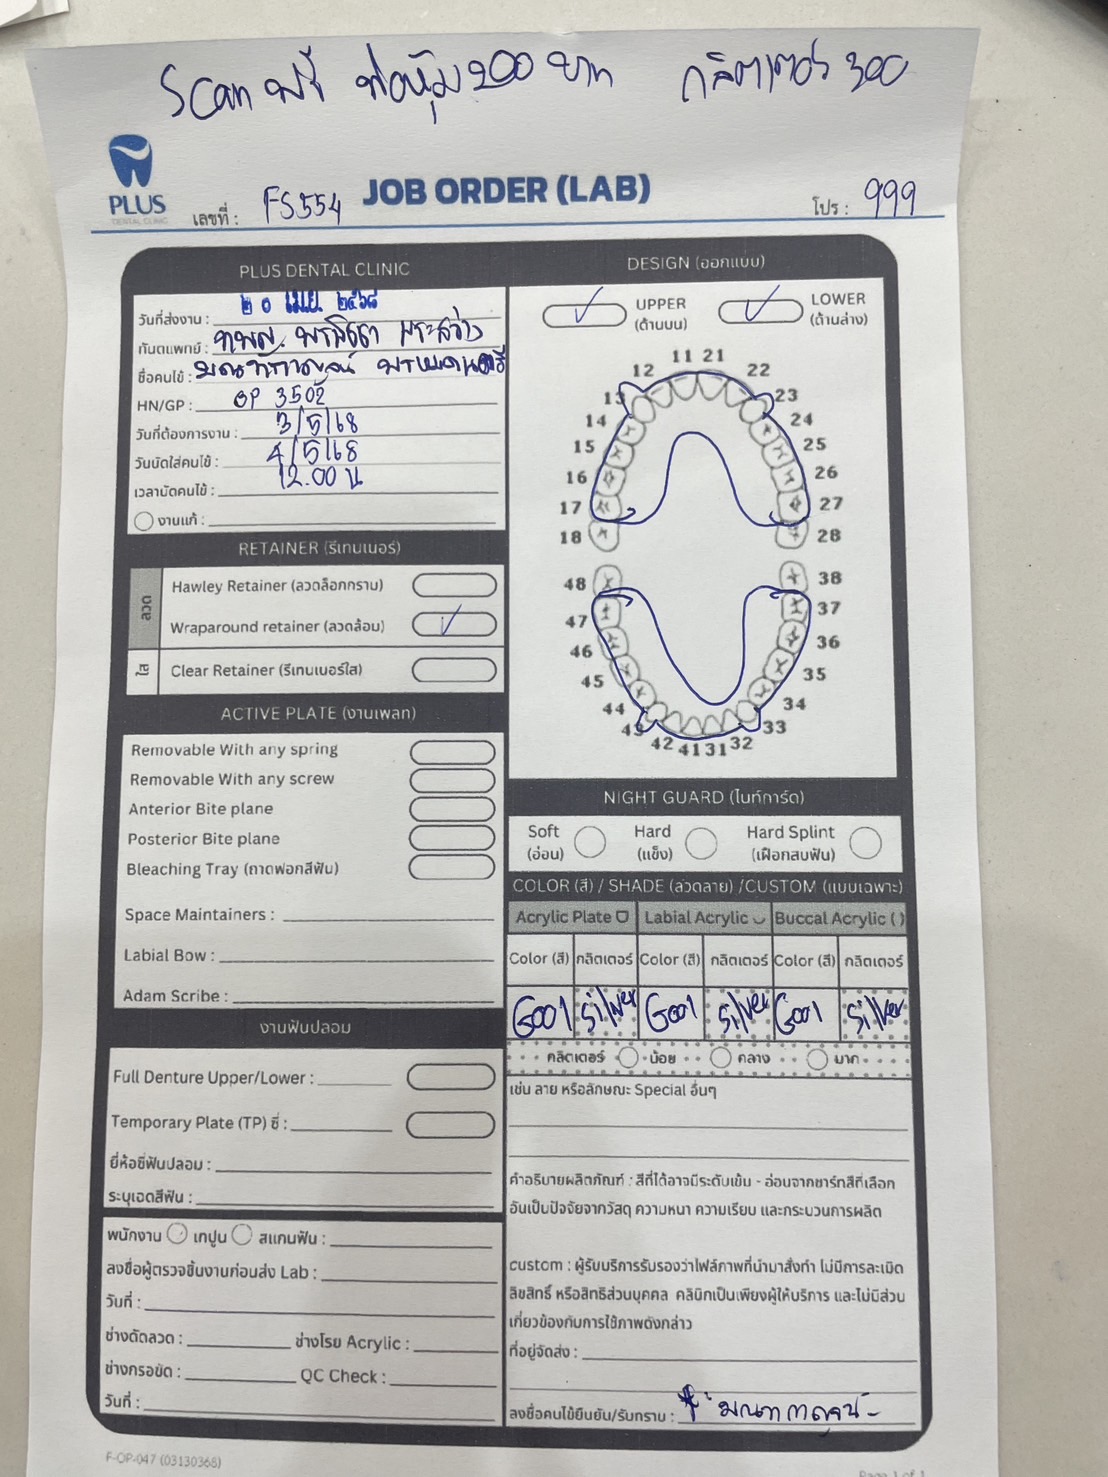 Scan ฟรี ท่อหุ้ม 200 บาท กลิตเตอร์ 300
PLUS
DENTAL CLINIC
เลขที่ : FS554
JOB ORDER (LAB)
โปร : 999
PLUS DENTAL CLINIC
วันที่ส่งงาน : ๒๐ เม.ย. ๒๕๖๘
ทันตแพทย์ : ทพญ.
ชื่อคนไข้ :
HN/GP : GP 3502
วันที่ต้องการงาน : 3/5/68
วันนัดใส่คนไข้ : 4/5/68
เวลานัดคนไข้ : 12.00 น
งานแก้ :
DESIGN (ออกแบบ)
UPPER
(ด้านบน)
LOWER
(ด้านล่าง)
11 21
12 22
13 23
14 24
15 25
16 26
17 27
18 28
48 38
47 37
46 36
45 35
44 34
43 33
42 41 31 32
RETAINER (รีเทนเนอร์)
ลวด
Hawley Retainer (ลวดล็อกกราม)
Wraparound retainer (ลวดล้อม)
ใส
Clear Retainer (รีเทนเนอร์ใส)
ACTIVE PLATE (งานเพลท)
Removable With any spring
Removable With any screw
Anterior Bite plane
Posterior Bite plane
Bleaching Tray (ถาดฟอกสีฟัน)
Space Maintainers :
Labial Bow :
Adam Scribe :
NIGHT GUARD (ไนท์การ์ด)
Soft
(อ่อน)
Hard
(แข็ง)
Hard Splint
(เฝือกสบฟัน)
COLOR (สี) / SHADE (ลวดลาย) /CUSTOM (แบบเฉพาะ)
Acrylic Plate Labial Acrylic Buccal Acrylic ( )
Color (สี) กลิตเตอร์ Color (สี) กลิตเตอร์ Color (สี) กลิตเตอร์
G001 Silver G001 Silver G001 Silver
กลิตเตอร์ น้อย กลาง มาก
เช่น ลาย หรือลักษณะ Special อื่นๆ
คำอธิบายผลิตภัณฑ์ : สีที่ได้อาจมีระดับเข้ม - อ่อนจากชาร์ทสีที่เลือก
อันเป็นปัจจัยจากวัสดุ ความหนา ความเรียบ และกระบวนการผลิต
custom : ผู้รับบริการรับรองว่าไฟล์ภาพที่นำมาสั่งทำ ไม่มีการละเมิด
ลิขสิทธิ์ หรือสิทธิส่วนบุคคล คลินิกเป็นเพียงผู้ให้บริการ และไม่มีส่วน
เกี่ยวข้องกับการใช้ภาพดังกล่าว
ที่อยู่จัดส่ง :
ลงชื่อคนไข้ยืนยัน/รับทราบ :
งานฟันปลอม
Full Denture Upper/Lower :
Temporary Plate (TP) ซี่ :
ยี่ห้อซี่ฟันปลอม :
ระบุเฉดสีฟัน :
พนักงาน เทปูน สแกนฟัน :
ลงชื่อผู้ตรวจชิ้นงานก่อนส่ง Lab :
วันที่ :
ช่างดัดลวด : ช่างโรย Acrylic :
ช่างกรอขัด : QC Check :
วันที่ :
F-OP-047 (03130368)
Page 1 of 1